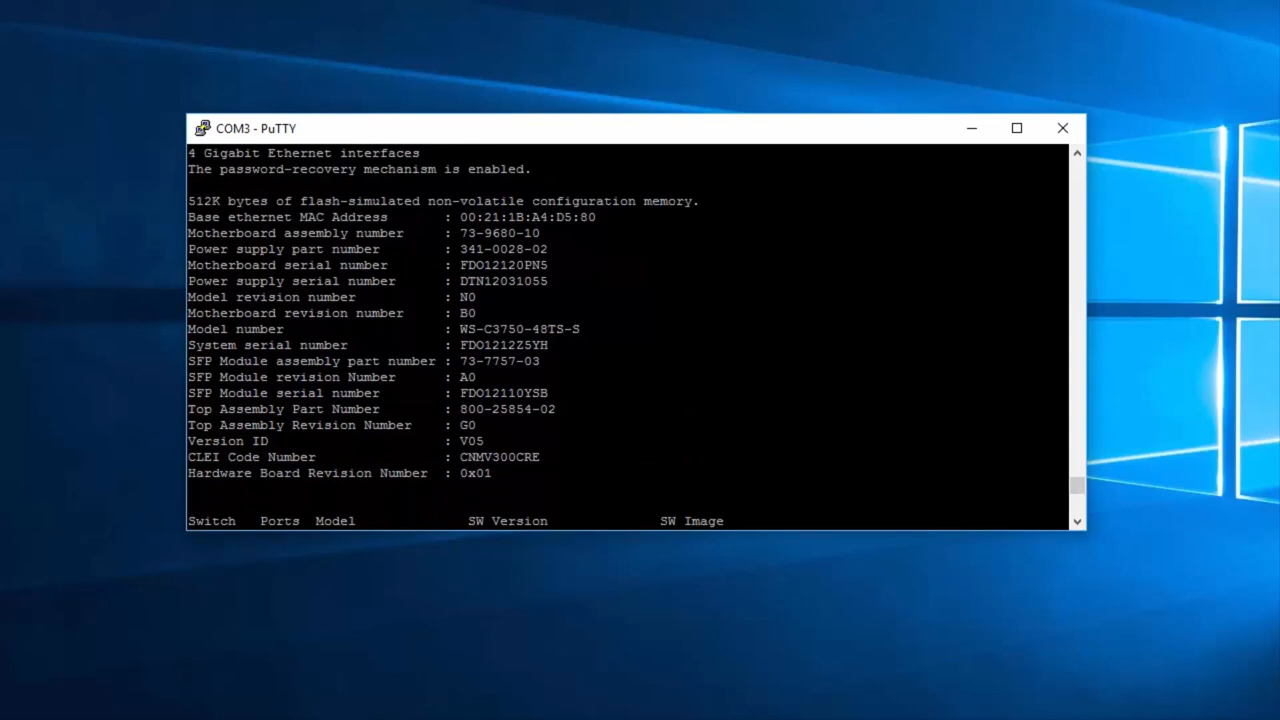 COM3 - PuTTY
4 Gigabit Ethernet interfaces
The password-recovery mechanism is enabled.
512K bytes of flash-simulated non-volatile configuration memory.
Base ethernet MAC Address : 00:21:1B:A4:D5:80
Motherboard assembly number : 73-9680-10
Power supply part number : 341-0028-02
Motherboard serial number : FDO12120PN5
Power supply serial number : DTN12031055
Model revision number : N0
Motherboard revision number : B0
Model number : WS-C3750-48TS-S
System serial number : FDO1212Z5YH
SFP Module assembly part number : 73-7757-03
SFP Module revision Number : A0
SFP Module serial number : FDO12110YSB
Top Assembly Part Number : 800-25854-02
Top Assembly Revision Number : G0
Version ID : V05
CLEI Code Number : CNMV300CRE
Hardware Board Revision Number : 0x01
Switch Ports Model SW Version SW Image